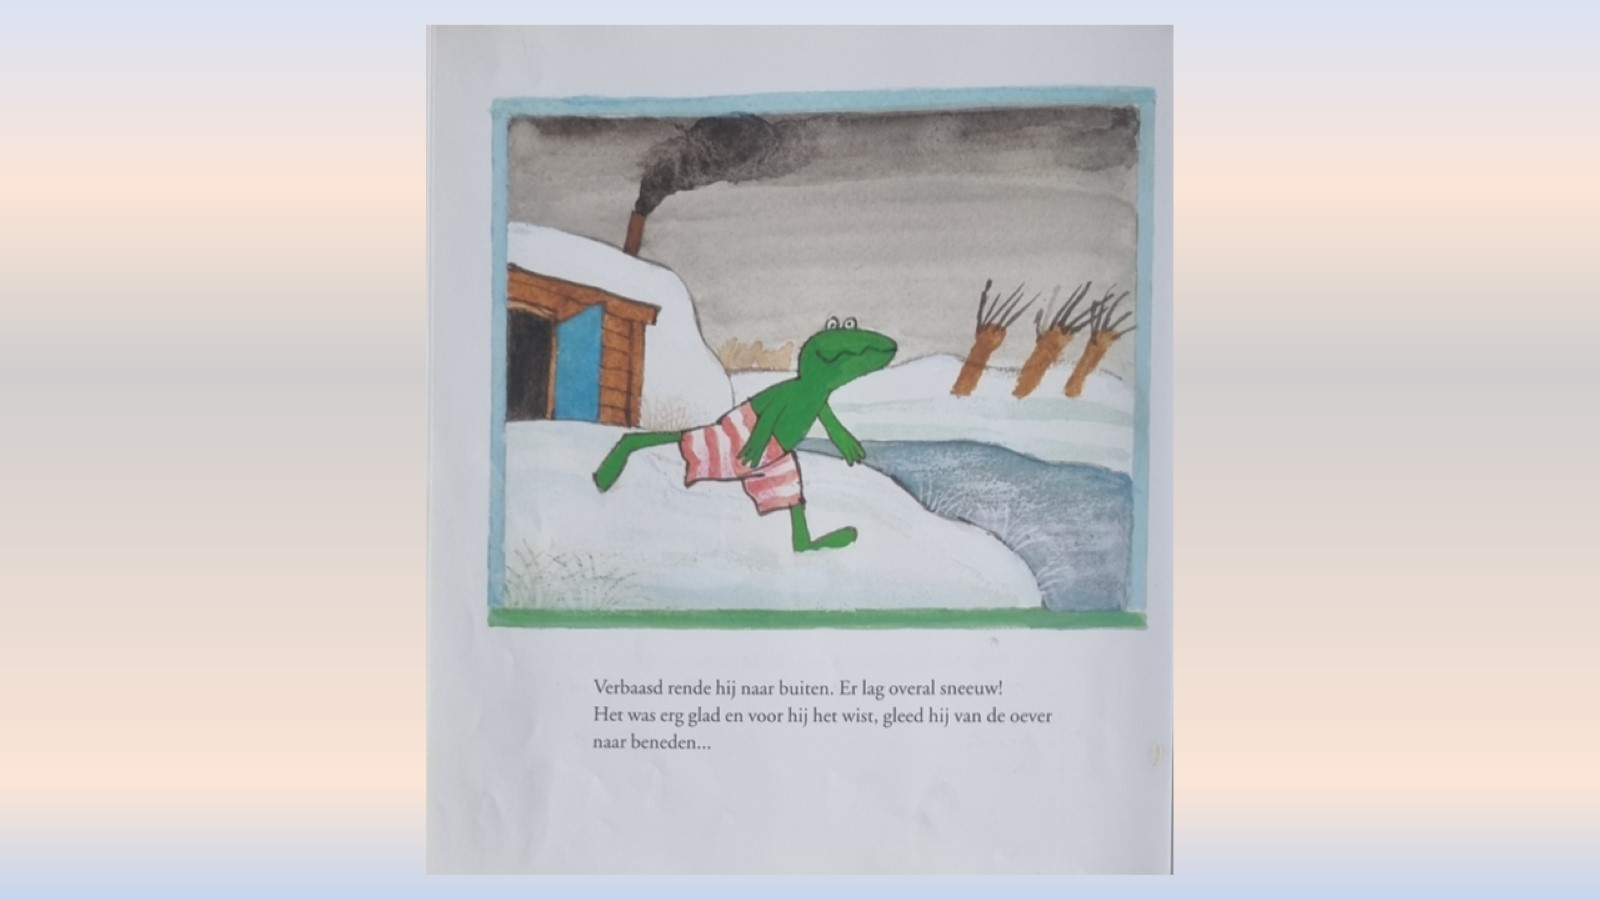 Verbaasd rende hij naar buiten. Er lag overal sneeuw!
Het was erg glad en voor hij het wist, gleed hij van de oever
naar beneden...